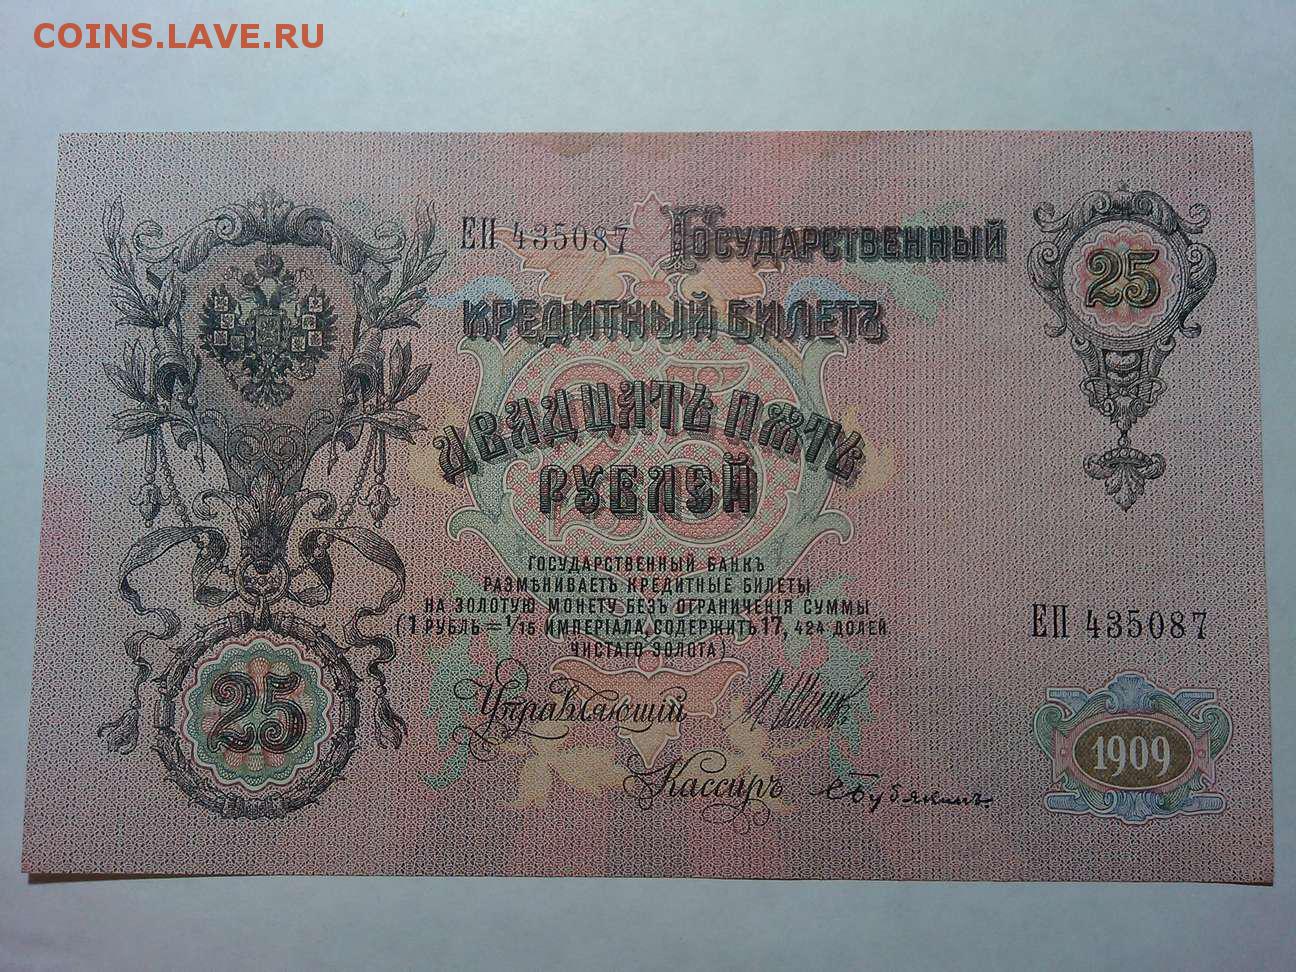 COINS.LAVE.RU
ЕП 435087
Государственный
кредитный билетъ
25
двадцать пять
рублей
ГОСУДАРСТВЕННЫЙ БАНКЪ
РАЗМѢНИВАЕТЪ КРЕДИТНЫЕ БИЛЕТЫ
НА ЗОЛОТУЮ МОНЕТУ БЕЗЪ ОГРАНИЧЕНІЯ СУММЫ
(1 РУБЛЬ = 1/15 ИМПЕРІАЛА, СОДЕРЖИТЪ 17,424 ДОЛЕЙ
ЧИСТАГО ЗОЛОТА).
ЕП 435087
25
Управляющій
1909
Кассиръ